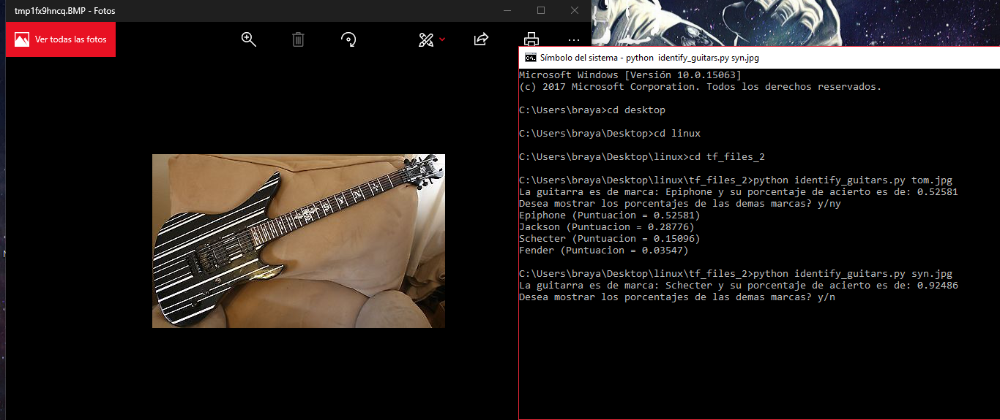 tmp1fx9hncq.BMP - Fotos
Ver todas las fotos
Símbolo del sistema - python  identify_guitars.py syn.jpg
Microsoft Windows [Versión 10.0.15063]
(c) 2017 Microsoft Corporation. Todos los derechos reservados.
C:\Users\braya>cd desktop
C:\Users\braya\Desktop>cd linux
C:\Users\braya\Desktop\linux>cd tf_files_2
C:\Users\braya\Desktop\linux\tf_files_2>python identify_guitars.py tom.jpg
La guitarra es de marca: Epiphone y su porcentaje de acierto es de: 0.52581
Desea mostrar los porcentajes de las demas marcas? y/ny
Epiphone (Puntuacion = 0.52581)
Jackson (Puntuacion = 0.28776)
Schecter (Puntuacion = 0.15096)
Fender (Puntuacion = 0.03547)
C:\Users\braya\Desktop\linux\tf_files_2>python identify_guitars.py syn.jpg
La guitarra es de marca: Schecter y su porcentaje de acierto es de: 0.92486
Desea mostrar los porcentajes de las demas marcas? y/n